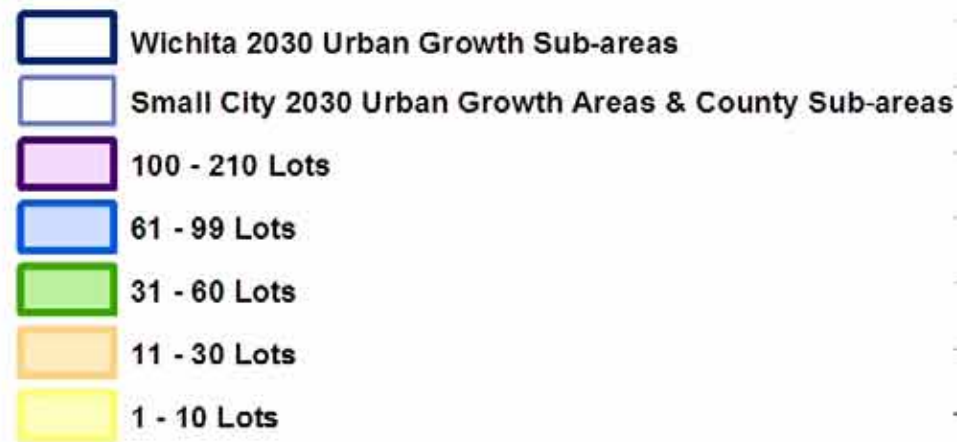 Wichita 2030 Urban Growth Sub-areas
Small City 2030 Urban Growth Areas & County Sub-areas
100 - 210 Lots
61 - 99 Lots
31 - 60 Lots
11 - 30 Lots
1 - 10 Lots